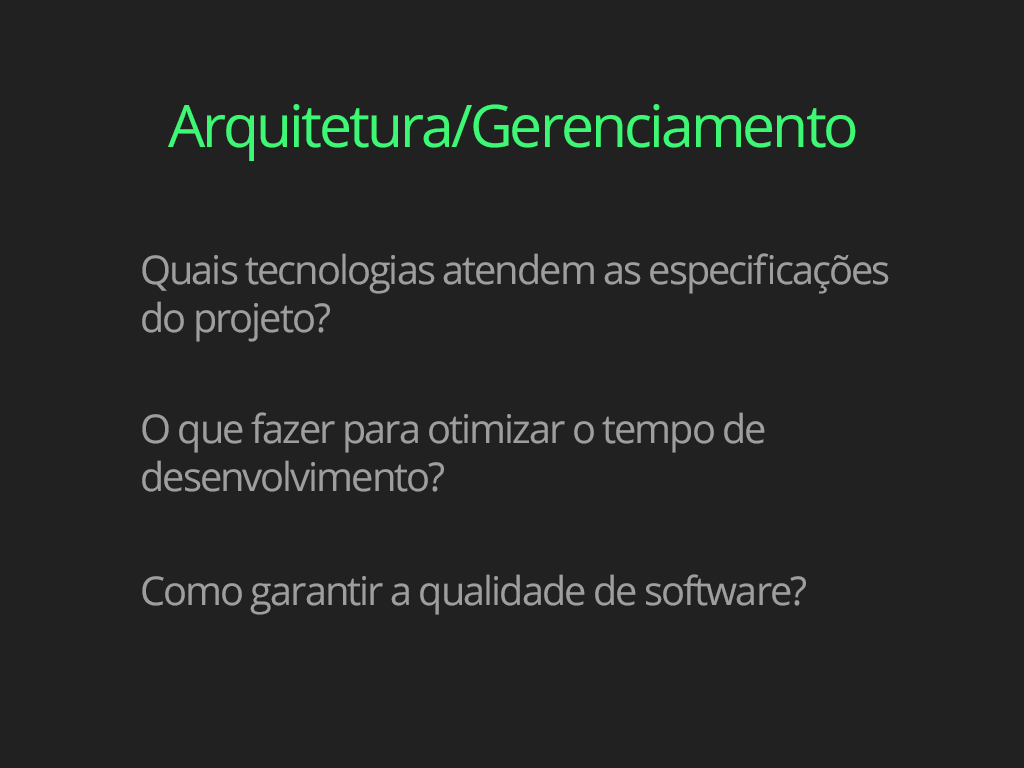 Arquitetura/Gerenciamento
Quais tecnologias atendem as especificações
do projeto?
O que fazer para otimizar o tempo de
desenvolvimento?
Como garantir a qualidade de software?